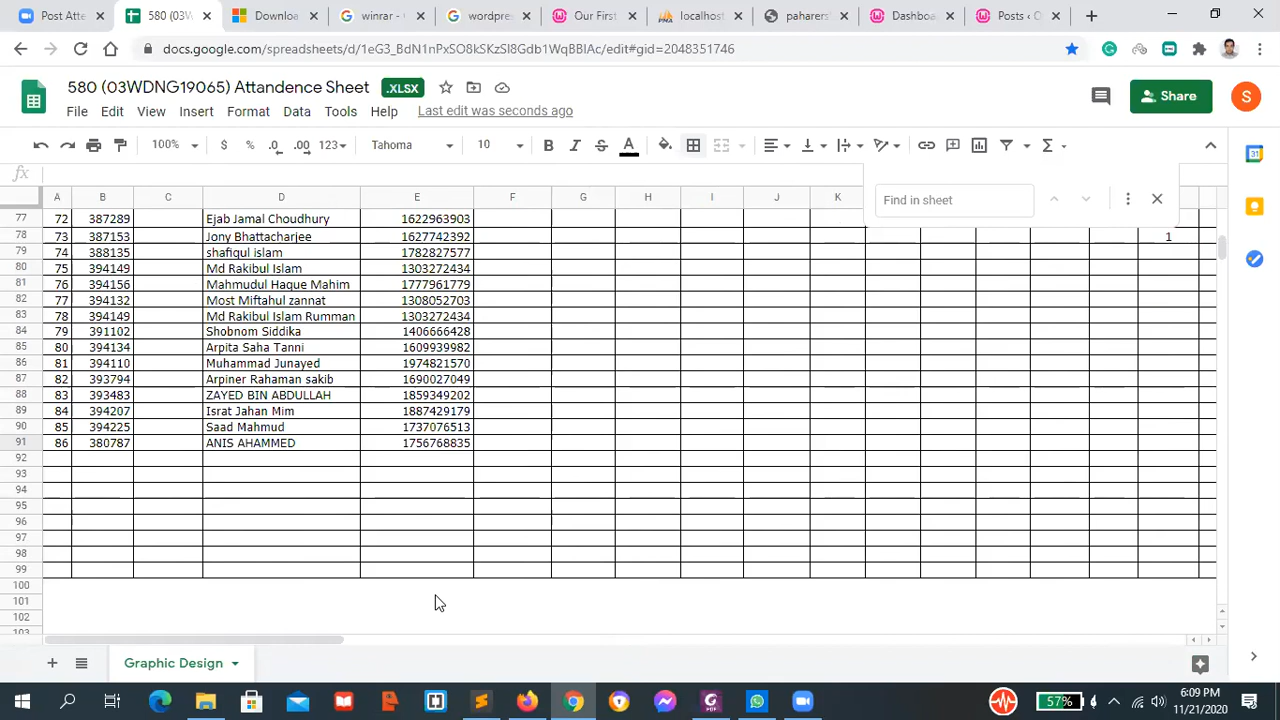 Post Atte
580 (03W
Downloa
winrar -
wordpres
Our First
localhost
pahares
Dashboa
Posts ‹
docs.google.com/spreadsheets/d/1eG3_BdN1nPxSO8kSKzSI8Gdb1WqBBlAc/edit#gid=2048351746
580 (03WDNG19065) Attandence Sheet .XLSX
Share
S
File Edit View Insert Format Data Tools Help Last edit was seconds ago
100% $ % .0 .00 123 Tahoma 10 B I S A Σ
fx
Find in sheet
A B C D E F G H I J K
77 72 387289 Ejab Jamal Choudhury 1622963903
78 73 387153 Jony Bhattacharjee 1627742392 1
79 74 388135 shafiqul islam 1782827577
80 75 394149 Md Rakibul Islam 1303272434
81 76 394156 Mahmudul Haque Mahim 1777961779
82 77 394132 Most Miftahul zannat 1308052703
83 78 394149 Md Rakibul Islam Rumman 1303272434
84 79 391102 Shobnom Siddika 1406666428
85 80 394134 Arpita Saha Tanni 1609939982
86 81 394110 Muhammad Junayed 1974821570
87 82 393794 Arpiner Rahaman sakib 1690027049
88 83 393483 ZAYED BIN ABDULLAH 1859349202
89 84 394207 Israt Jahan Mim 1887429179
90 85 394225 Saad Mahmud 1737076513
91 86 380787 ANIS AHAMMED 1756768835
92
93
94
95
96
97
98
99
100
101
102
103
Graphic Design
57%
6:09 PM
11/21/2020